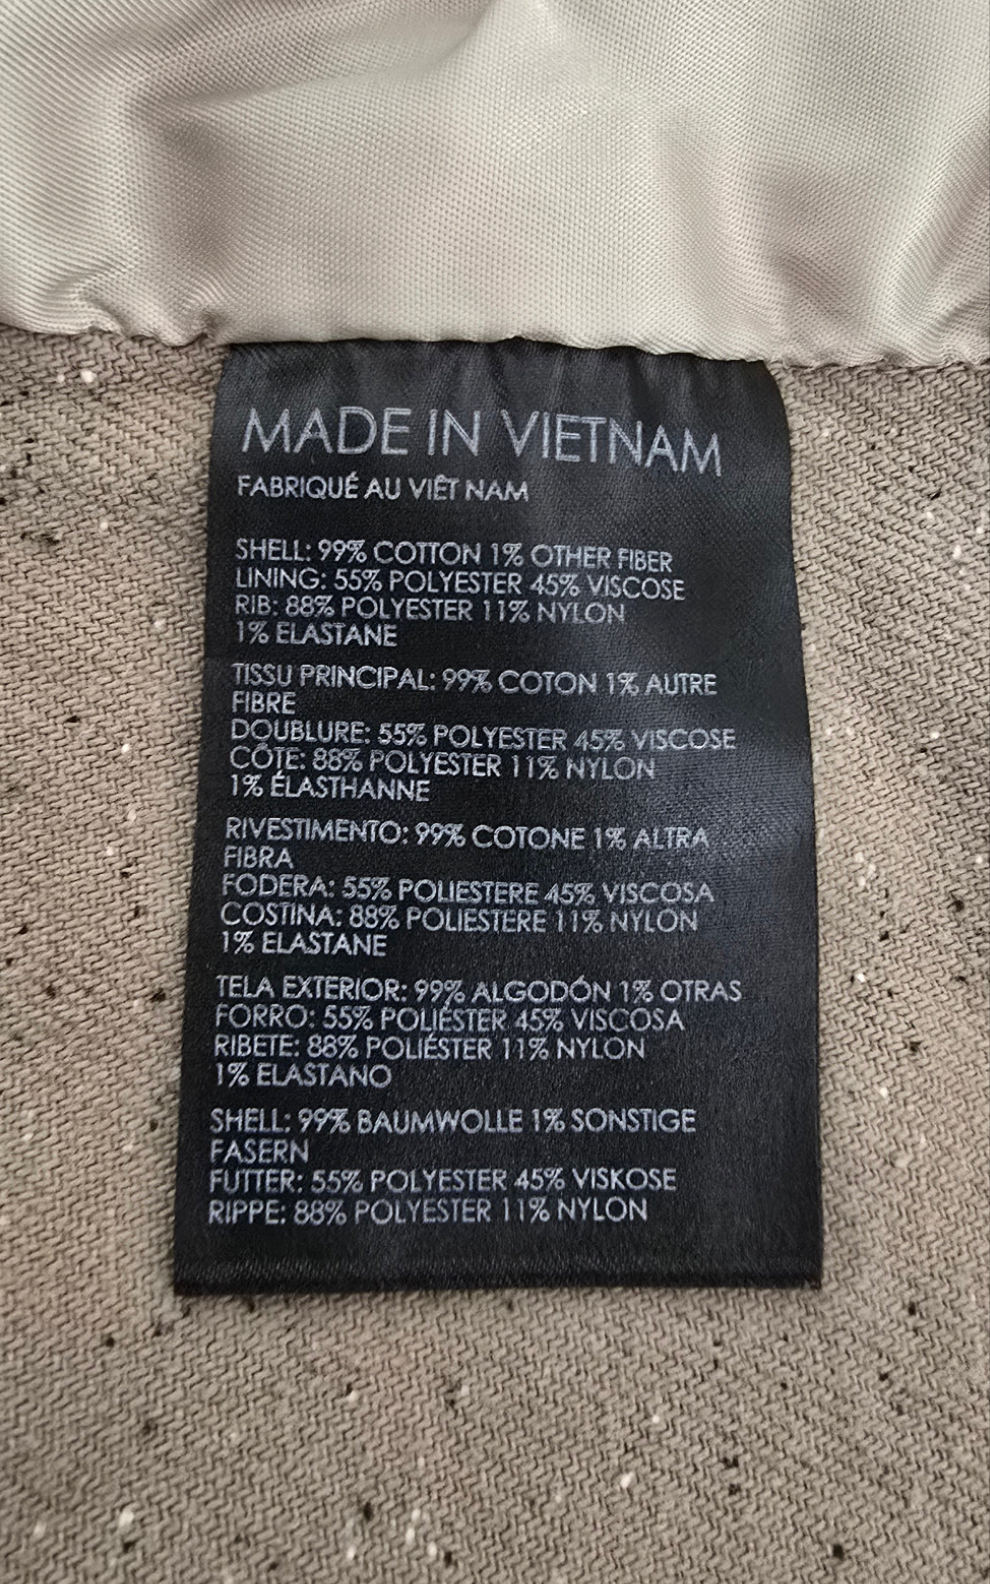 MADE IN VIETNAM
FABRIQUÉ AU VIÊT NAM
SHELL: 99% COTTON 1% OTHER FIBER
LINING: 55% POLYESTER 45% VISCOSE
RIB: 88% POLYESTER 11% NYLON
1% ELASTANE
TISSU PRINCIPAL: 99% COTON 1% AUTRE
FIBRE
DOUBLURE: 55% POLYESTER 45% VISCOSE
CÔTE: 88% POLYESTER 11% NYLON
1% ÉLASTHANNE
RIVESTIMENTO: 99% COTONE 1% ALTRA
FIBRA
FODERA: 55% POLIESTERE 45% VISCOSA
COSTINA: 88% POLIESTERE 11% NYLON
1% ELASTANE
TELA EXTERIOR: 99% ALGODÓN 1% OTRAS
FORRO: 55% POLIÉSTER 45% VISCOSA
RIBETE: 88% POLIÉSTER 11% NYLON
1% ELASTANO
SHELL: 99% BAUMWOLLE 1% SONSTIGE
FASERN
FUTTER: 55% POLYESTER 45% VISKOSE
RIPPE: 88% POLYESTER 11% NYLON